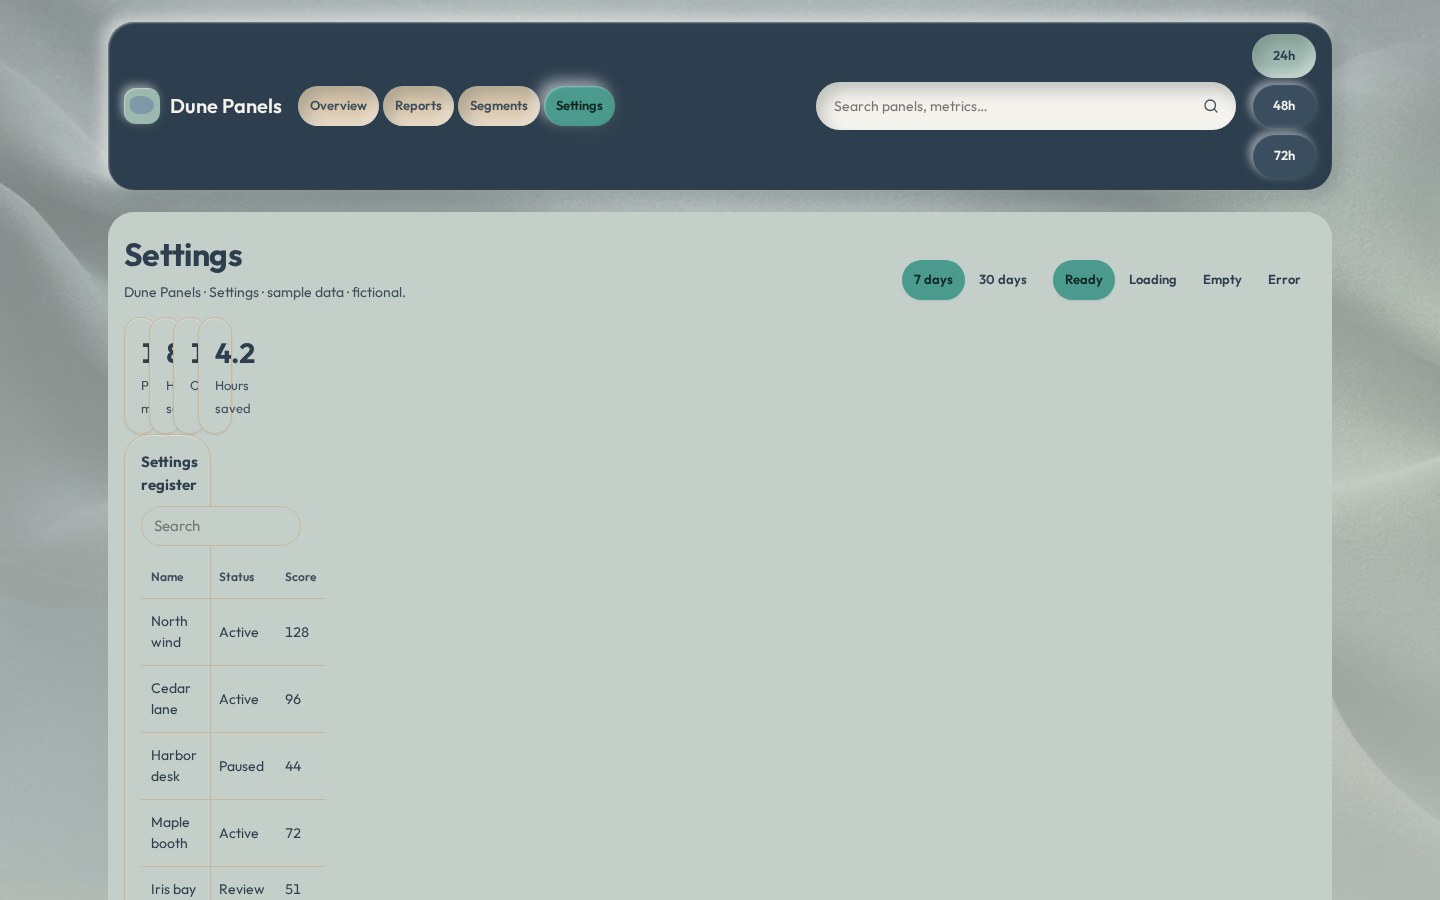 Dune Panels
Overview
Reports
Segments
Settings
Search panels, metrics…
24h
48h
72h
Settings
Dune Panels · Settings · sample data · fictional.
7 days
30 days
Ready
Loading
Empty
Error
4.2
Hours
saved
Settings
register
Search
Name Status Score
North wind Active 128
Cedar lane Active 96
Harbor desk Paused 44
Maple booth Active 72
Iris bay Review 51